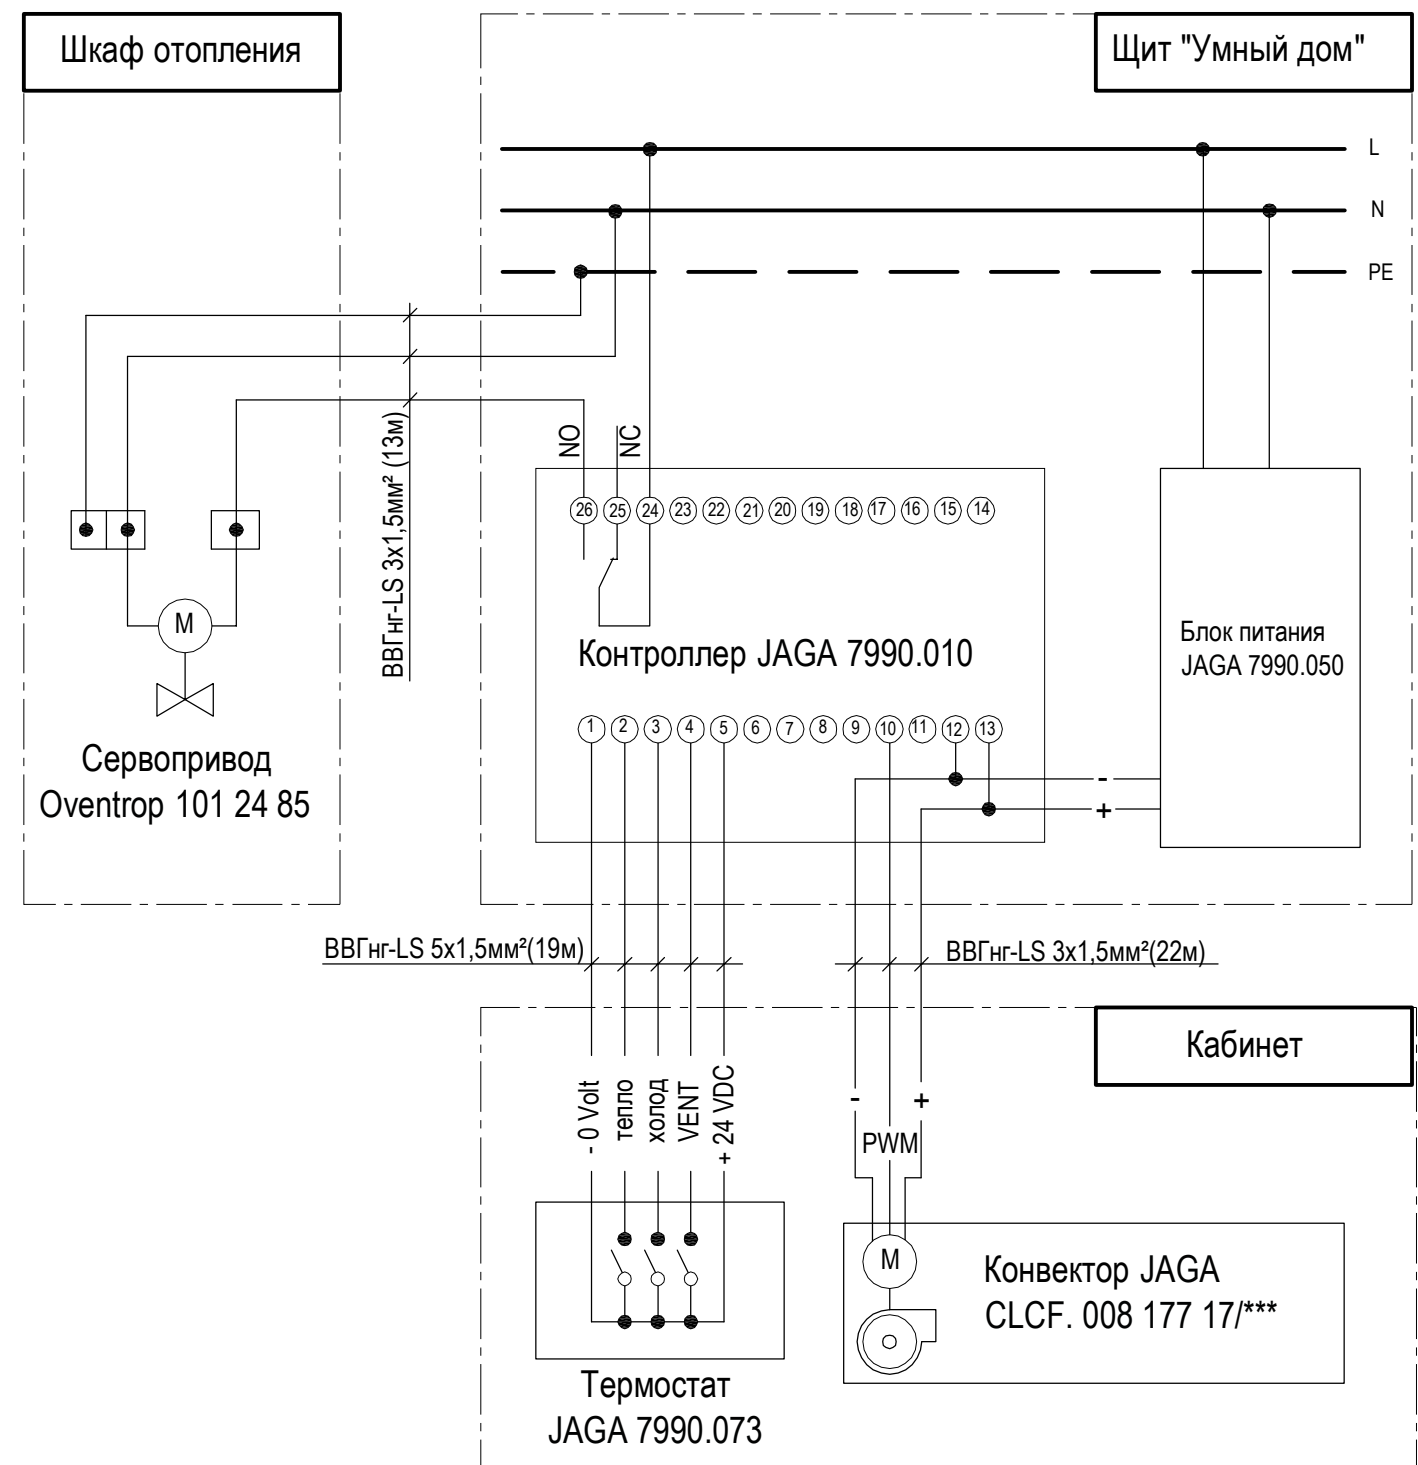 Шкаф отопления
Щит "Умный дом"
L
N
PE
ВВГнг-LS 3х1,5мм² (13м)
NO
NC
26 25 24 23 22 21 20 19 18 17 16 15 14
M
Контроллер JAGA 7990.010
Блок питания
JAGA 7990.050
1 2 3 4 5 6 7 8 9 10 11 12 13
Сервопривод
Oventrop 101 24 85
-
+
ВВГнг-LS 5х1,5мм²(19м)
ВВГнг-LS 3х1,5мм²(22м)
Кабинет
- 0 Volt
тепло
холод
VENT
+ 24 VDC
-
+
PWM
M
Конвектор JAGA
CLCF. 008 177 17/***
Термостат
JAGA 7990.073